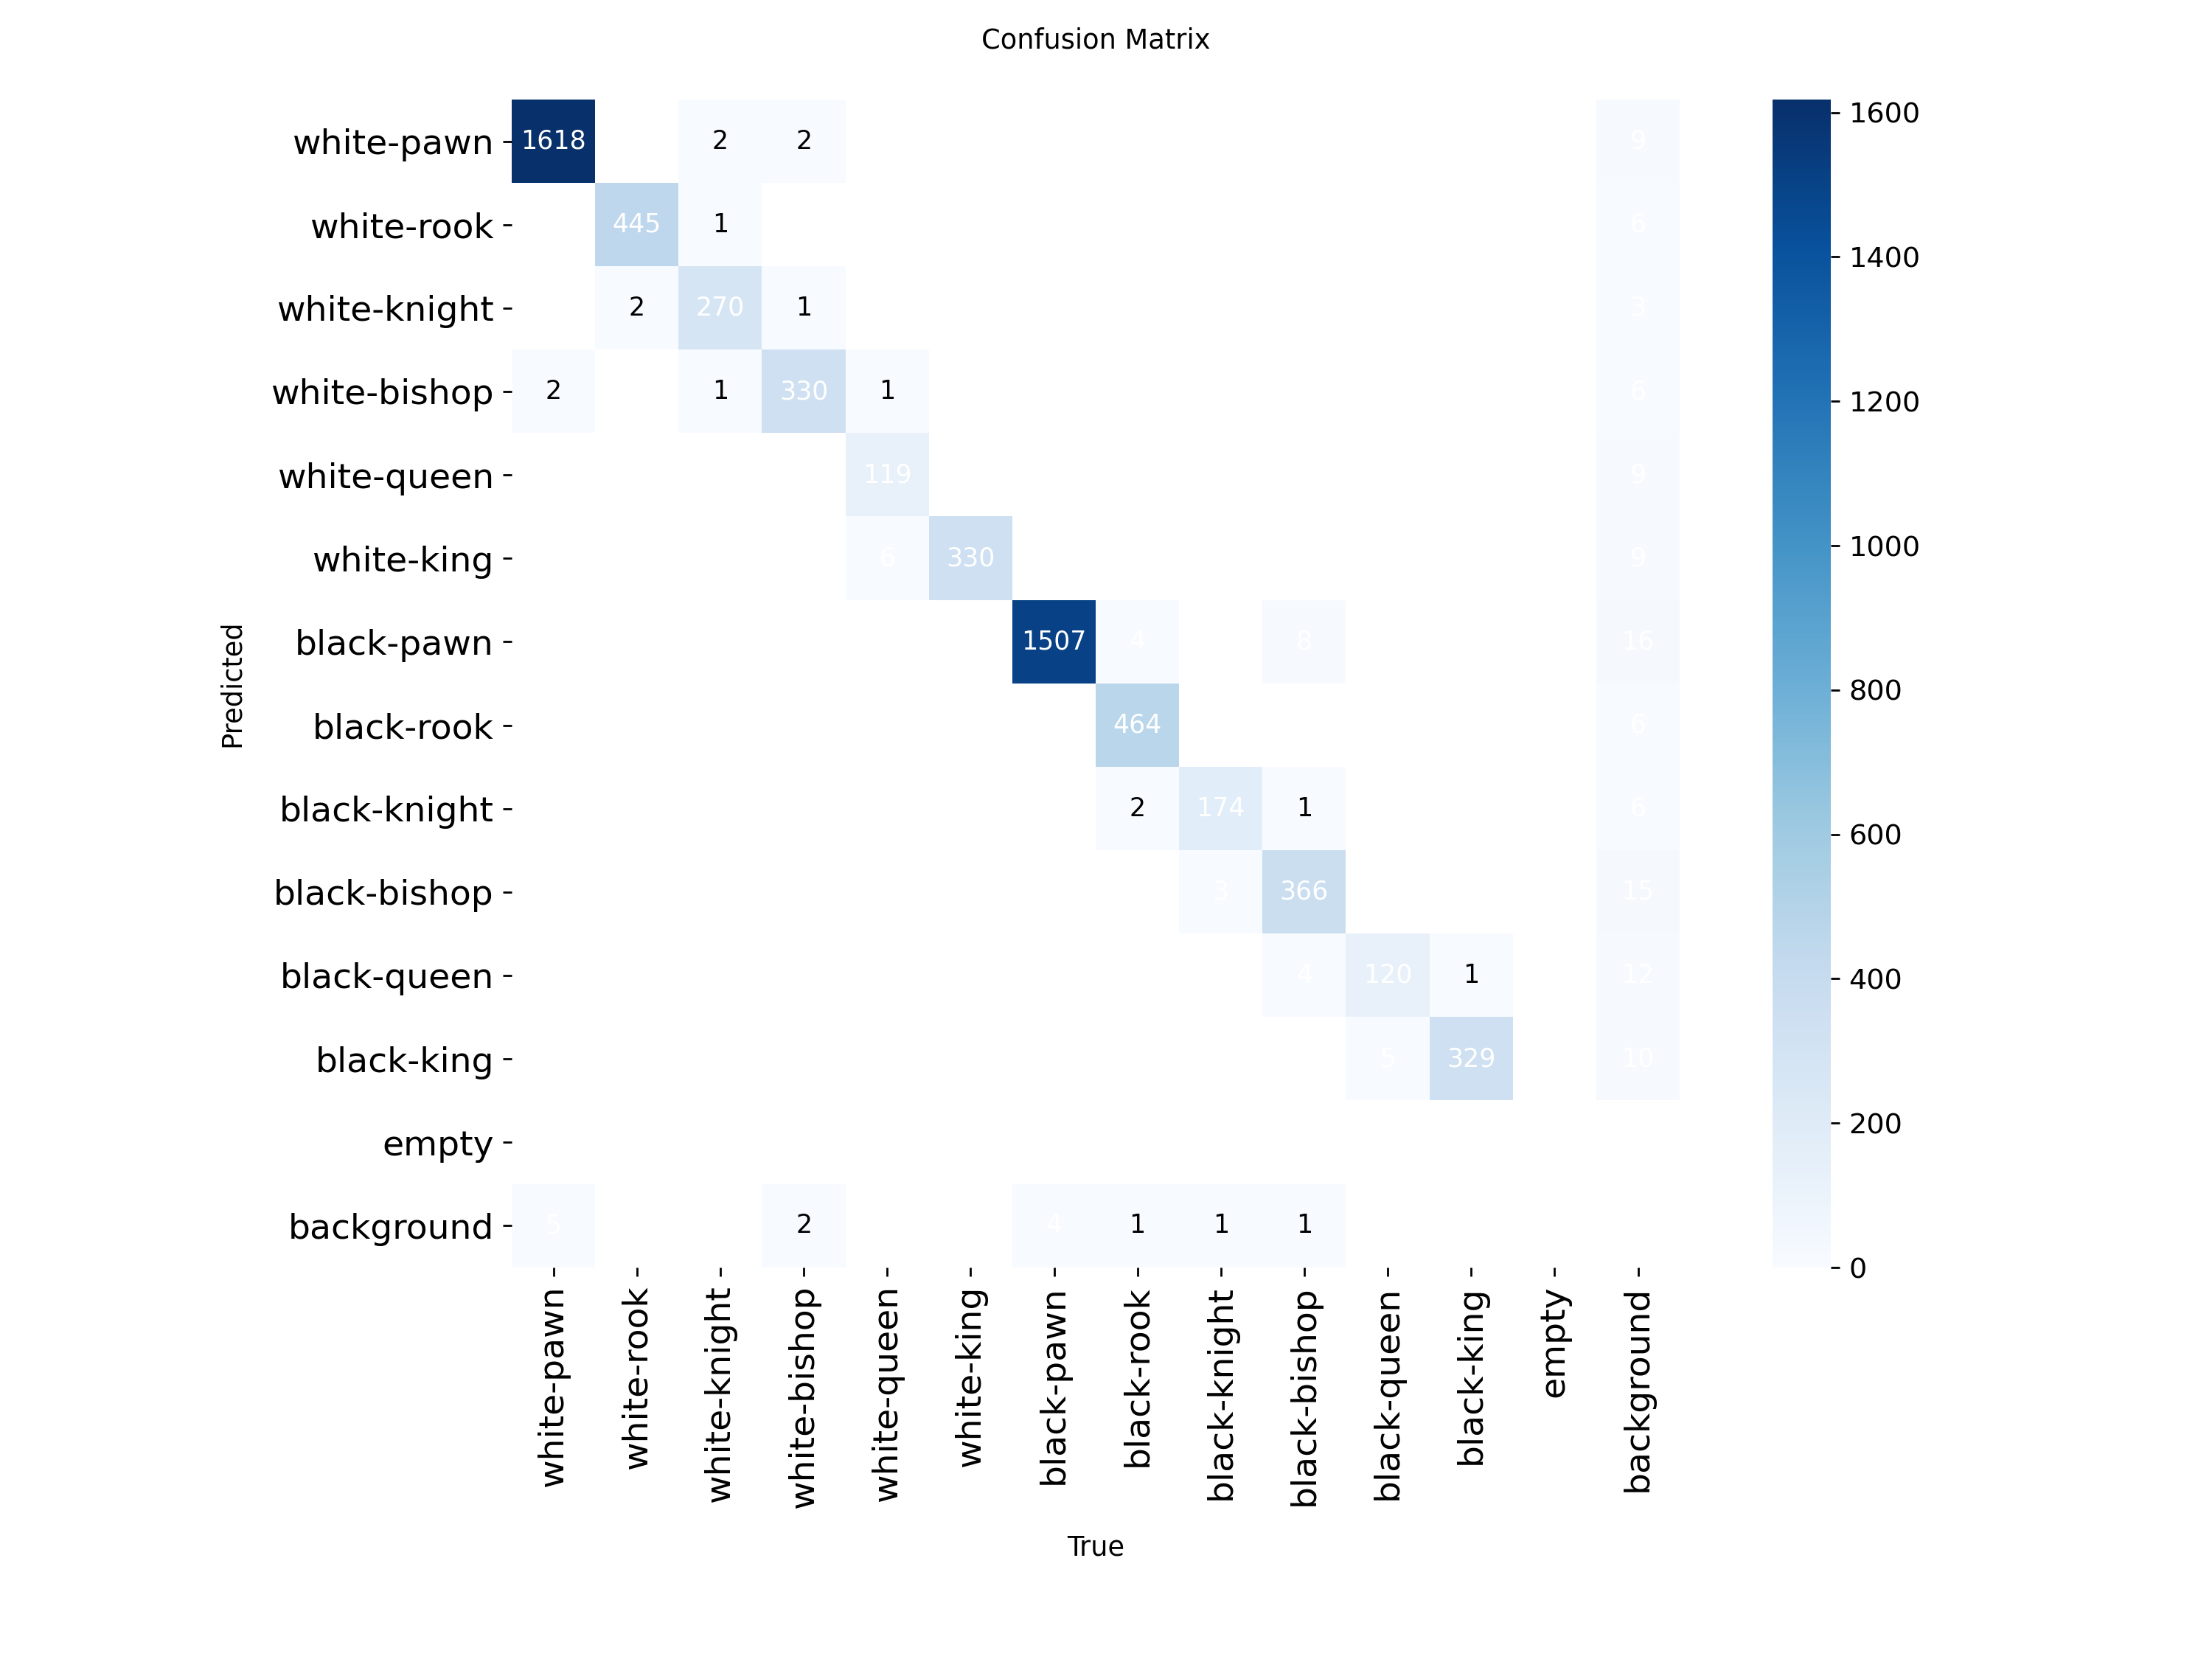 Confusion Matrix
white-pawn 1618 2 2 9
white-rook 445 1 6
white-knight 2 270 1 3
white-bishop 2 1 330 1 6
white-queen 119 9
white-king 6 330 9
black-pawn 1507 4 8 16
black-rook 464 6
black-knight 2 174 1 6
black-bishop 3 366 15
black-queen 4 120 1 12
black-king 5 329 10
empty
background 5 2 4 1 1 1
white-pawn
white-rook
white-knight
white-bishop
white-queen
white-king
black-pawn
black-rook
black-knight
black-bishop
black-queen
black-king
empty
background
Predicted
True
1600
1400
1200
1000
800
600
400
200
0